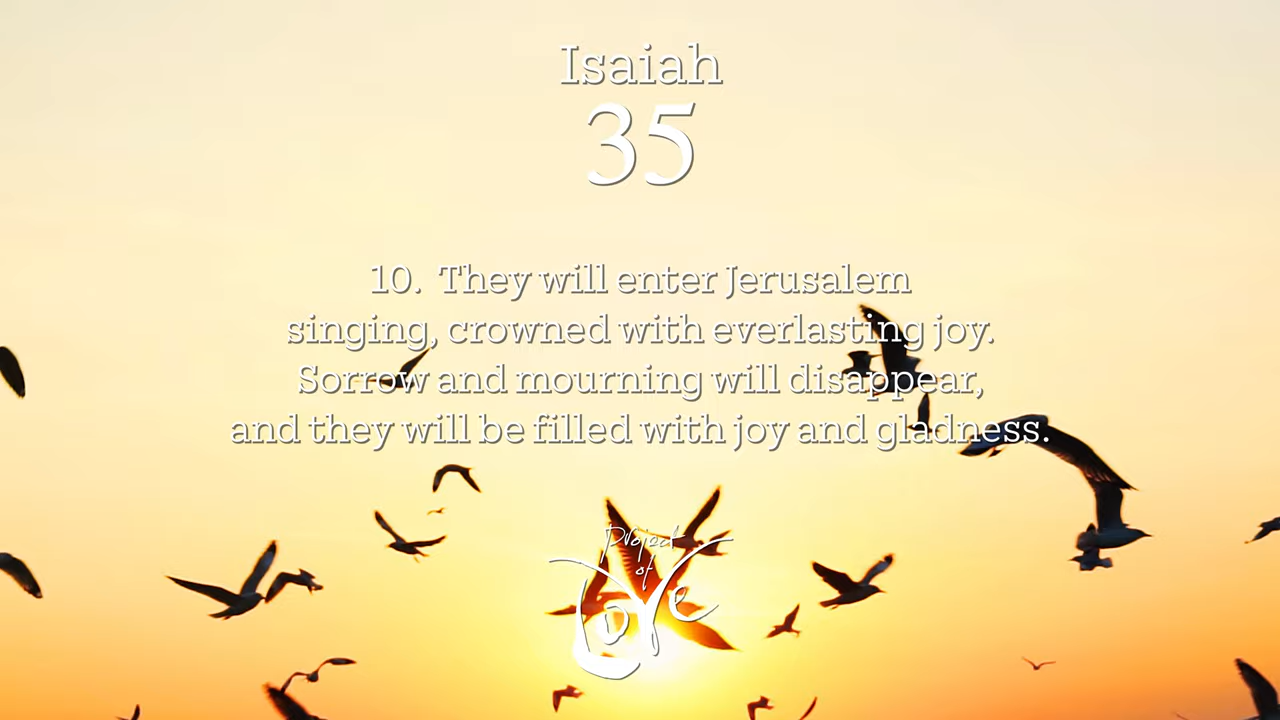 Isaiah
35
10. They will enter Jerusalem
singing, crowned with everlasting joy.
Sorrow and mourning will disappear,
and they will be filled with joy and gladness.
Project
of
Love